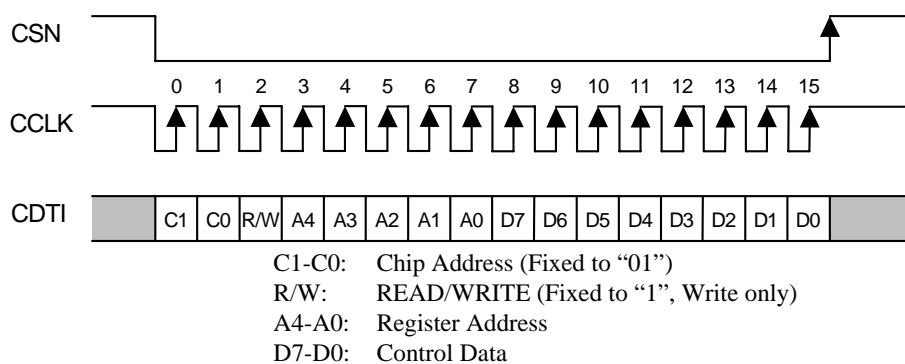 CSN
0 1 2 3 4 5 6 7 8 9 10 11 12 13 14 15
CCLK
CDTI C1 C0 R/W A4 A3 A2 A1 A0 D7 D6 D5 D4 D3 D2 D1 D0
C1-C0: Chip Address (Fixed to “01”)
R/W: READ/WRITE (Fixed to “1”, Write only)
A4-A0: Register Address
D7-D0: Control Data